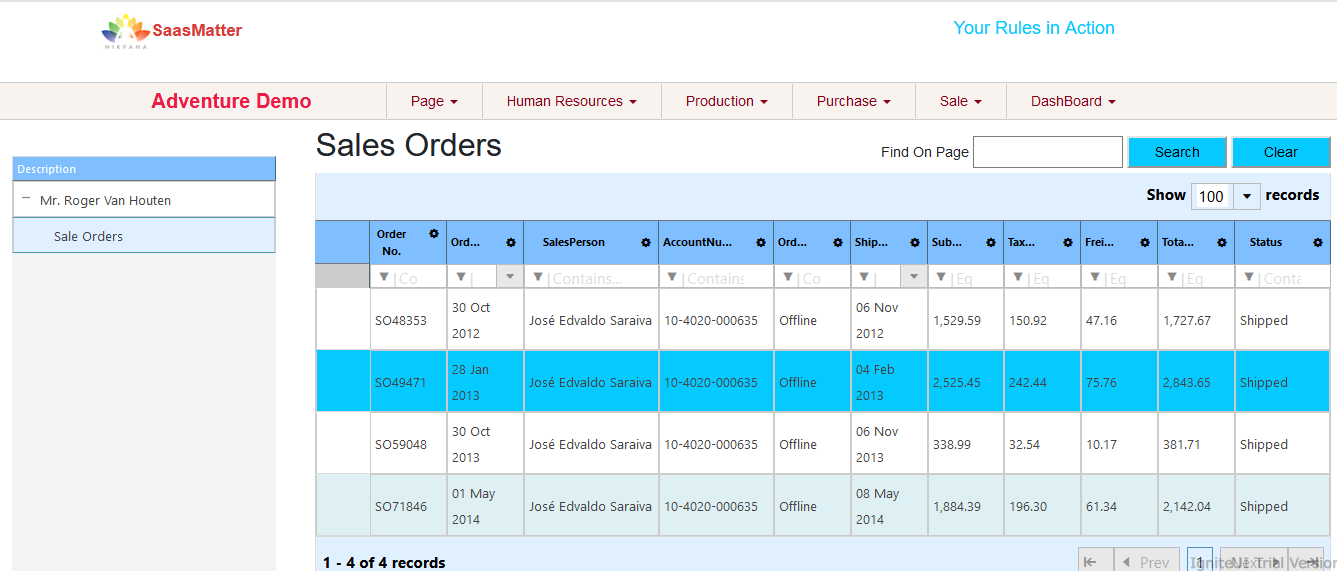 SaasMatter
NIRVANA
Your Rules in Action
Adventure Demo
Page
Human Resources
Production
Purchase
Sale
DashBoard
Description
Mr. Roger Van Houten
Sale Orders
Sales Orders
Find On Page
Search
Clear
Show 100 records
Order No. Ord... SalesPerson AccountNu... Ord... Ship... Sub... Tax... Frei... Tota... Status
Co Contains... Contains Co Eq Eq Eq Eq Conta
SO48353 30 Oct 2012 José Edvaldo Saraiva 10-4020-000635 Offline 06 Nov 2012 1,529.59 150.92 47.16 1,727.67 Shipped
SO49471 28 Jan 2013 José Edvaldo Saraiva 10-4020-000635 Offline 04 Feb 2013 2,525.45 242.44 75.76 2,843.65 Shipped
SO59048 30 Oct 2013 José Edvaldo Saraiva 10-4020-000635 Offline 06 Nov 2013 338.99 32.54 10.17 381.71 Shipped
SO71846 01 May 2014 José Edvaldo Saraiva 10-4020-000635 Offline 08 May 2014 1,884.39 196.30 61.34 2,142.04 Shipped
1 - 4 of 4 records
Prev 1 Next
IgniteUI Trial Version